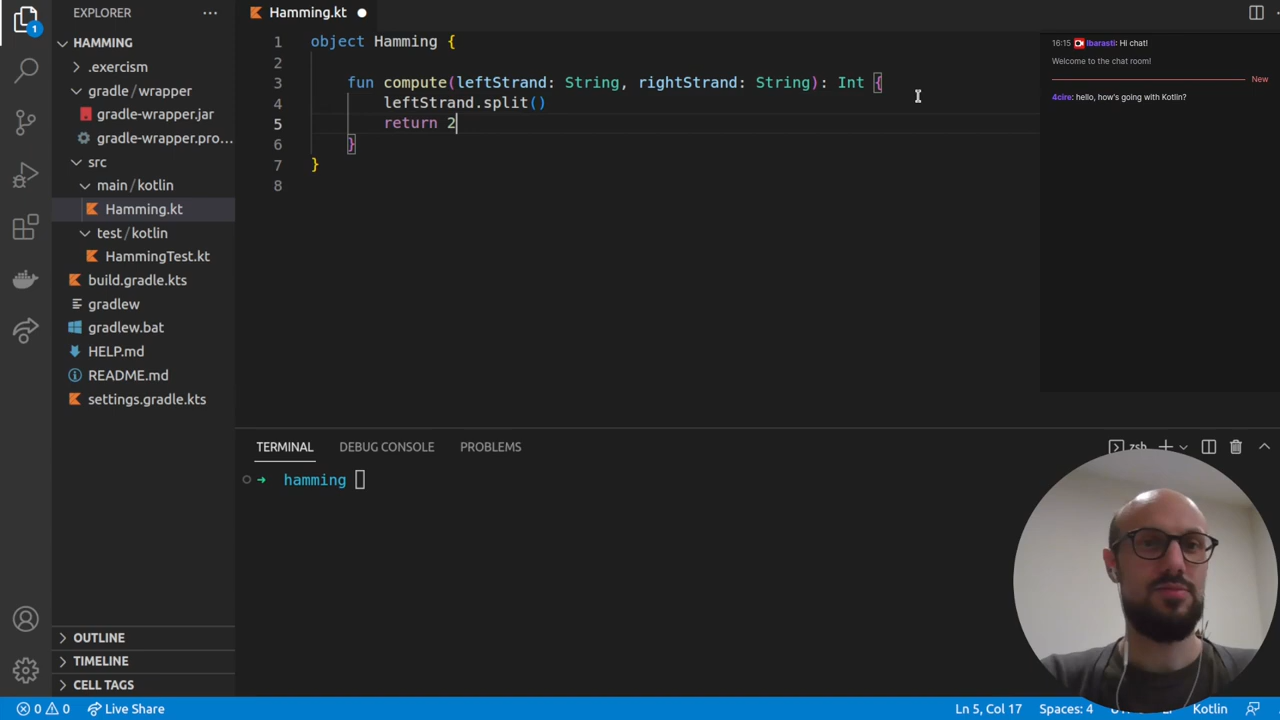 EXPLORER
Hamming.kt
1
HAMMING
.exercism
gradle/wrapper
gradle-wrapper.jar
gradle-wrapper.pro...
src
main/kotlin
Hamming.kt
test/kotlin
HammingTest.kt
build.gradle.kts
gradlew
gradlew.bat
HELP.md
README.md
settings.gradle.kts
OUTLINE
TIMELINE
CELL TAGS
1 object Hamming {
2
3 fun compute(leftStrand: String, rightStrand: String): Int {
4 leftStrand.split()
5 return 2
6 }
7 }
8
16:15 lbarasti: Hi chat!
Welcome to the chat room!
New
4cire: hello, how's going with Kotlin?
TERMINAL DEBUG CONSOLE PROBLEMS
zsh
hamming
0 0 Live Share
Ln 5, Col 17 Spaces: 4 Kotlin